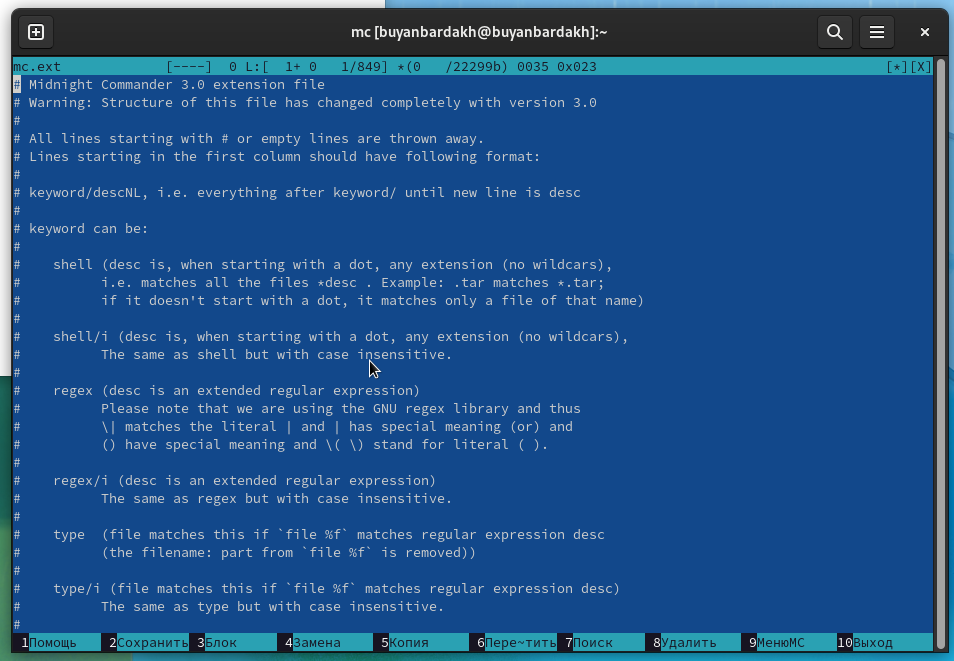 mc [buyanbardakh@buyanbardakh]:~
mc.ext [----] 0 L:[ 1+ 0 1/849] *(0 /22299b) 0035 0x023 [*][X]
# Midnight Commander 3.0 extension file
# Warning: Structure of this file has changed completely with version 3.0
#
# All lines starting with # or empty lines are thrown away.
# Lines starting in the first column should have following format:
#
# keyword/descNL, i.e. everything after keyword/ until new line is desc
#
# keyword can be:
#
#    shell (desc is, when starting with a dot, any extension (no wildcars),
#          i.e. matches all the files *desc . Example: .tar matches *.tar;
#          if it doesn't start with a dot, it matches only a file of that name)
#
#    shell/i (desc is, when starting with a dot, any extension (no wildcars),
#          The same as shell but with case insensitive.
#
#    regex (desc is an extended regular expression)
#          Please note that we are using the GNU regex library and thus
#          \| matches the literal | and | has special meaning (or) and
#          () have special meaning and \( \) stand for literal ( ).
#
#    regex/i (desc is an extended regular expression)
#          The same as regex but with case insensitive.
#
#    type  (file matches this if `file %f` matches regular expression desc
#          (the filename: part from `file %f` is removed))
#
#    type/i (file matches this if `file %f` matches regular expression desc)
#          The same as type but with case insensitive.
#
1Помощь 2Сохранить 3Блок 4Замена 5Копия 6Пере~тить 7Поиск 8Удалить 9МенюMC 10Выход